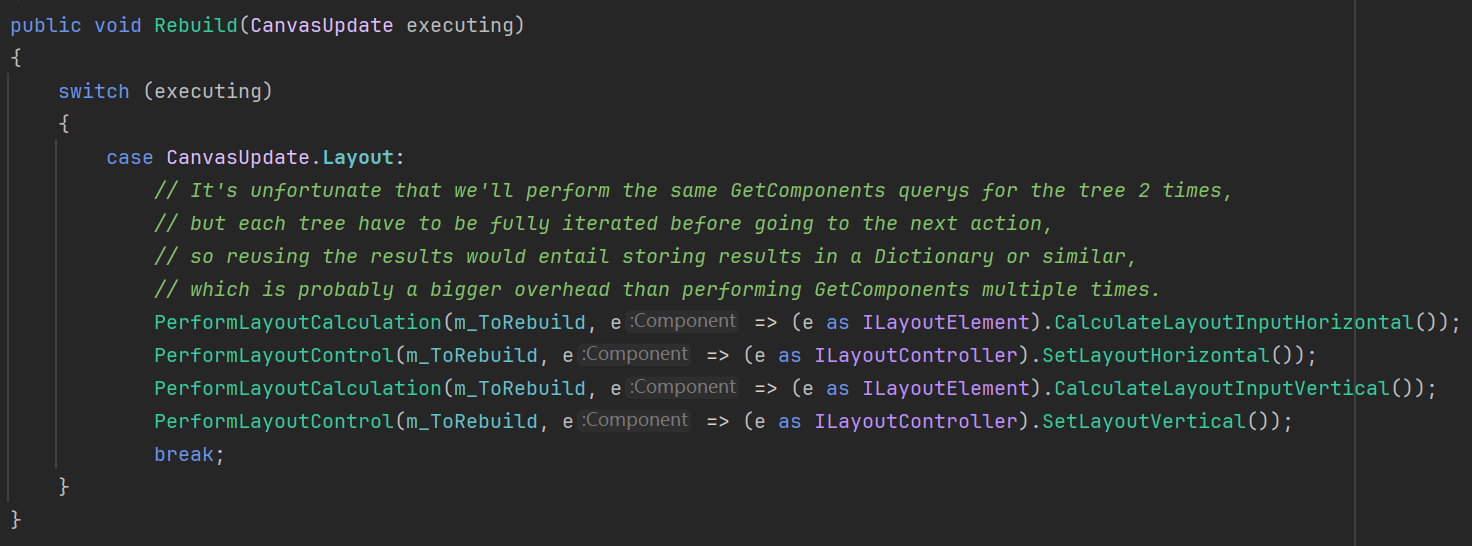 public void Rebuild(CanvasUpdate executing)
{
switch (executing)
{
case CanvasUpdate.Layout:
// It's unfortunate that we'll perform the same GetComponents querys for the tree 2 times,
// but each tree have to be fully iterated before going to the next action,
// so reusing the results would entail storing results in a Dictionary or similar,
// which is probably a bigger overhead than performing GetComponents multiple times.
PerformLayoutCalculation(m_ToRebuild, e :Component => (e as ILayoutElement).CalculateLayoutInputHorizontal());
PerformLayoutControl(m_ToRebuild, e :Component => (e as ILayoutController).SetLayoutHorizontal());
PerformLayoutCalculation(m_ToRebuild, e :Component => (e as ILayoutElement).CalculateLayoutInputVertical());
PerformLayoutControl(m_ToRebuild, e :Component => (e as ILayoutController).SetLayoutVertical());
break;
}
}